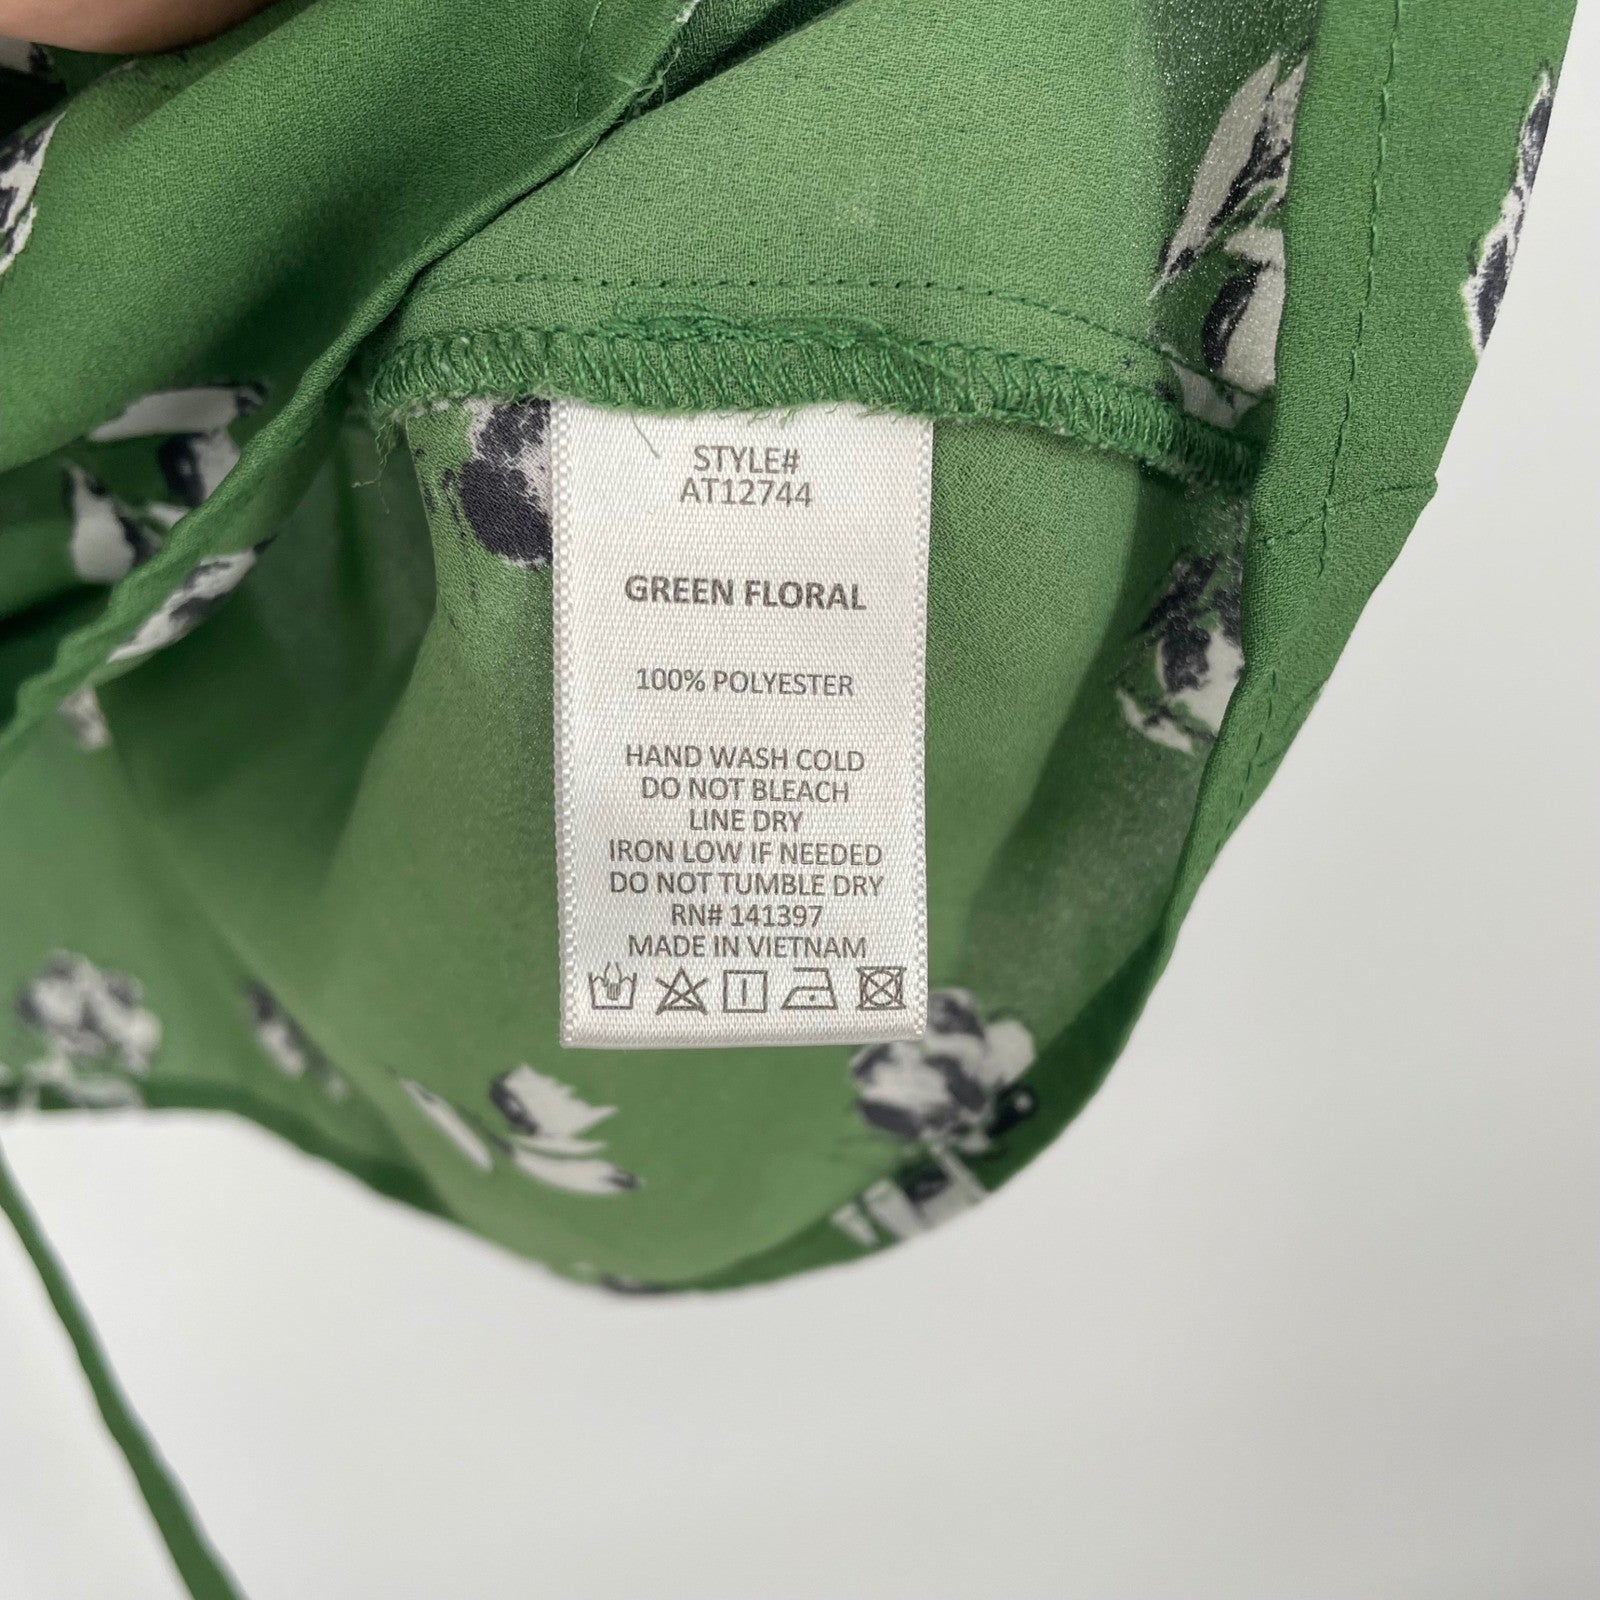 STYLE#
AT12744
GREEN FLORAL
100% POLYESTER
HAND WASH COLD
DO NOT BLEACH
LINE DRY
IRON LOW IF NEEDED
DO NOT TUMBLE DRY
RN# 141397
MADE IN VIETNAM